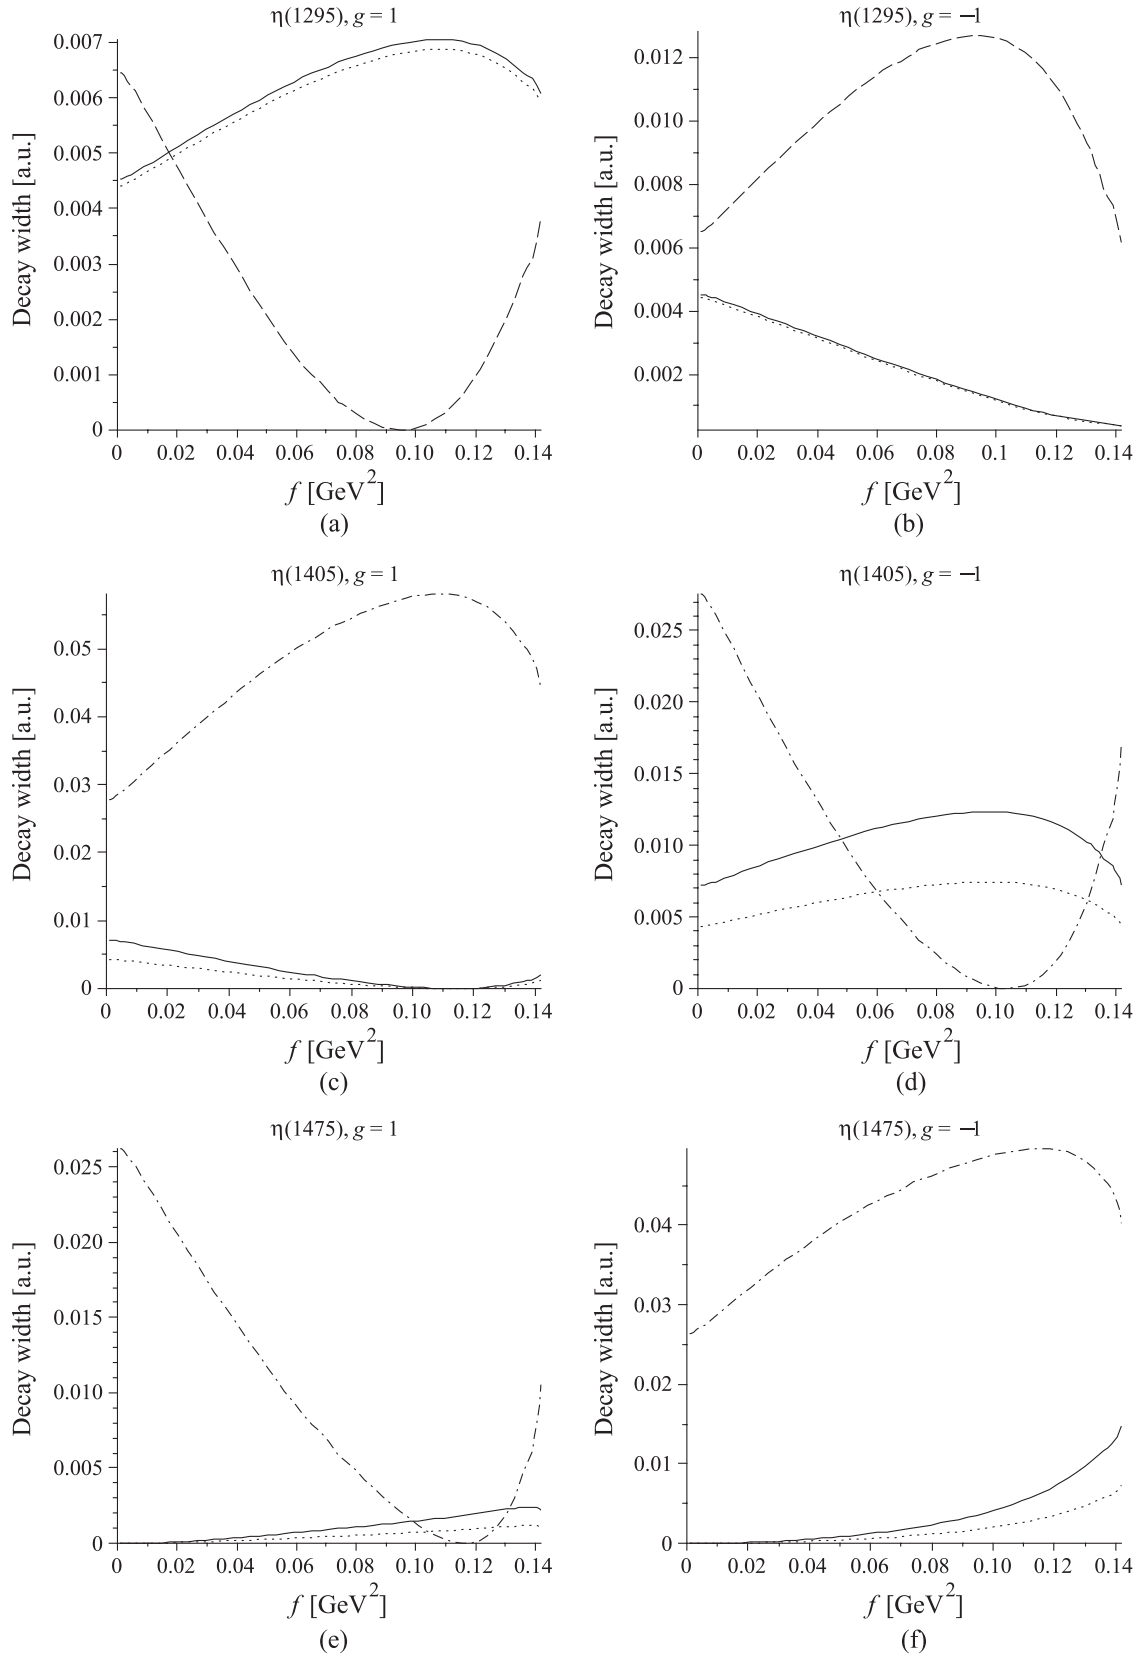 η(1295), g = 1
0.007
0.006
0.005
0.004
0.003
0.002
0.001
0
Decay width [a.u.]
0 0.02 0.04 0.06 0.08 0.10 0.12 0.14
f [GeV²]
(a)
η(1295), g = −1
0.012
0.010
0.008
0.006
0.004
0.002
Decay width [a.u.]
0 0.02 0.04 0.06 0.08 0.1 0.12 0.14
f [GeV²]
(b)
η(1405), g = 1
0.05
0.04
0.03
0.02
0.01
0
Decay width [a.u.]
0 0.02 0.04 0.06 0.08 0.10 0.12 0.14
f [GeV²]
(c)
η(1405), g = −1
0.025
0.020
0.015
0.010
0.005
0
Decay width [a.u.]
0 0.02 0.04 0.06 0.08 0.10 0.12 0.14
f [GeV²]
(d)
η(1475), g = 1
0.025
0.020
0.015
0.010
0.005
0
Decay width [a.u.]
0 0.02 0.04 0.06 0.08 0.10 0.12 0.14
f [GeV²]
(e)
η(1475), g = −1
0.04
0.03
0.02
0.01
0
Decay width [a.u.]
0 0.02 0.04 0.06 0.08 0.10 0.12 0.14
f [GeV²]
(f)